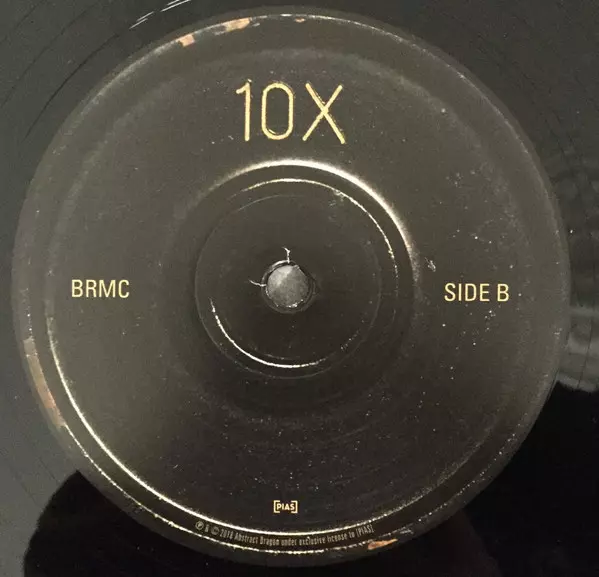 10X
BRMC
SIDE B
[PIAS]
℗ & © 2018 Abstract Dragon under exclusive license to [PIAS]